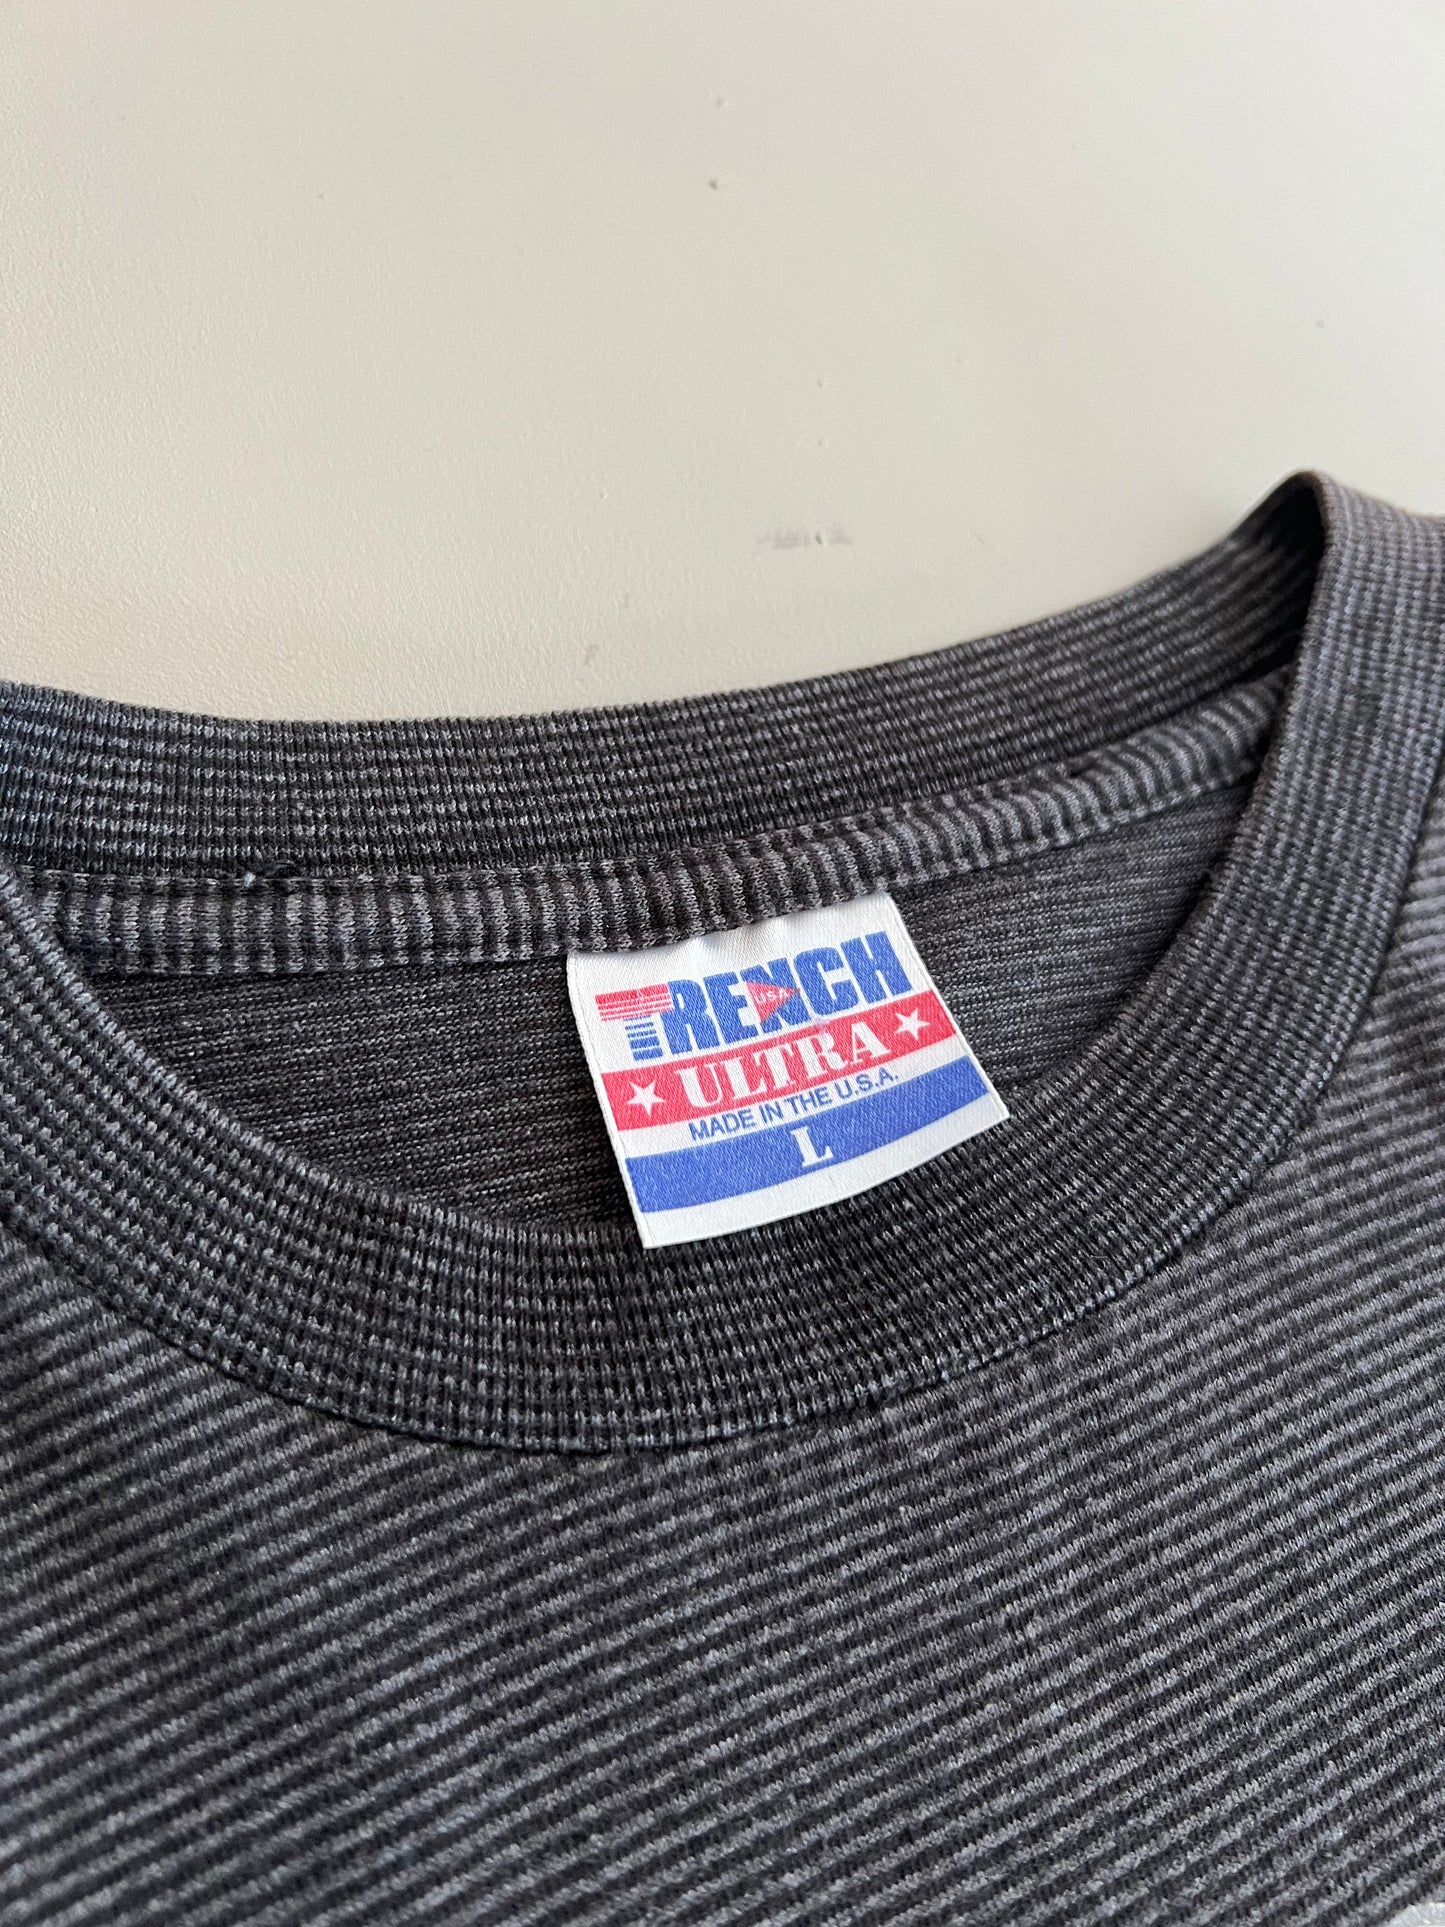 TRENCH
USA
ULTRA
MADE IN THE U.S.A.
L